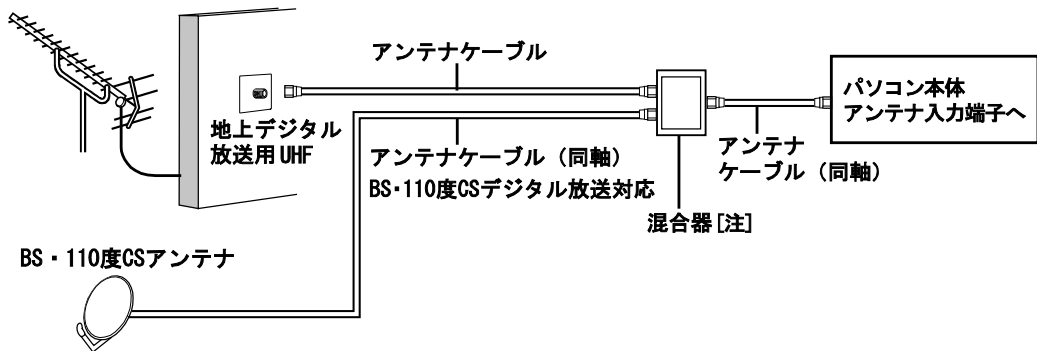 アンテナケーブル
パソコン本体
アンテナ入力端子へ
地上デジタル
放送用UHF
アンテナケーブル（同軸）
BS・110度CSデジタル放送対応
アンテナ
ケーブル（同軸）
混合器[注]
BS・110度CSアンテナ